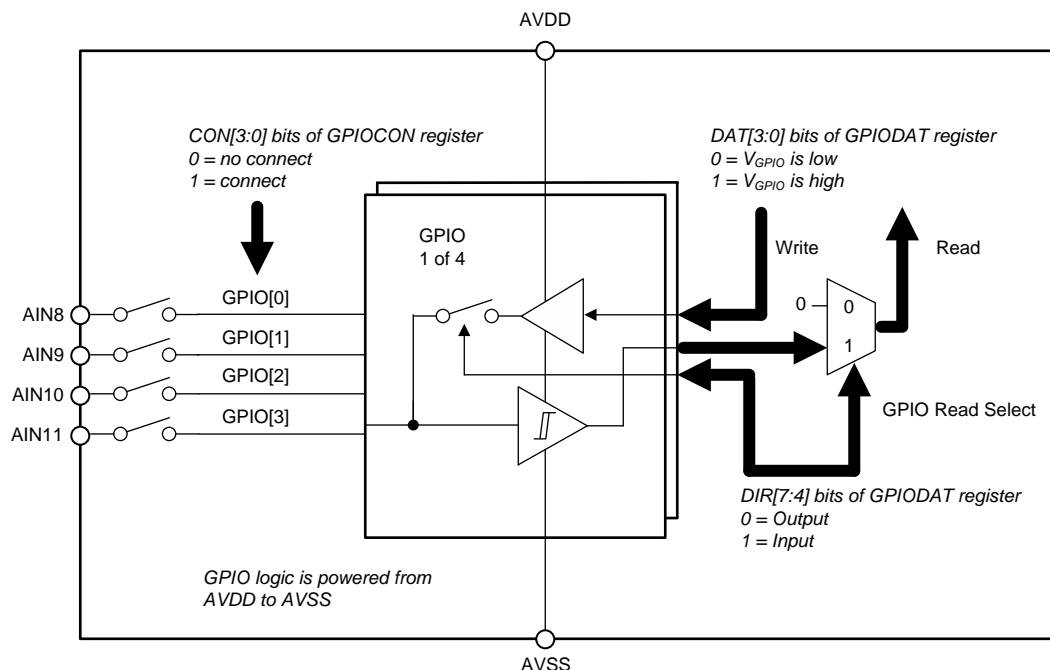 AVDD
CON[3:0] bits of GPIOCON register
0 = no connect
1 = connect
DAT[3:0] bits of GPIODAT register
0 = VGPIO is low
1 = VGPIO is high
GPIO
1 of 4
Write
Read
AIN8
GPIO[0]
0
0
AIN9
GPIO[1]
1
AIN10
GPIO[2]
AIN11
GPIO[3]
GPIO Read Select
DIR[7:4] bits of GPIODAT register
0 = Output
1 = Input
GPIO logic is powered from
AVDD to AVSS
AVSS